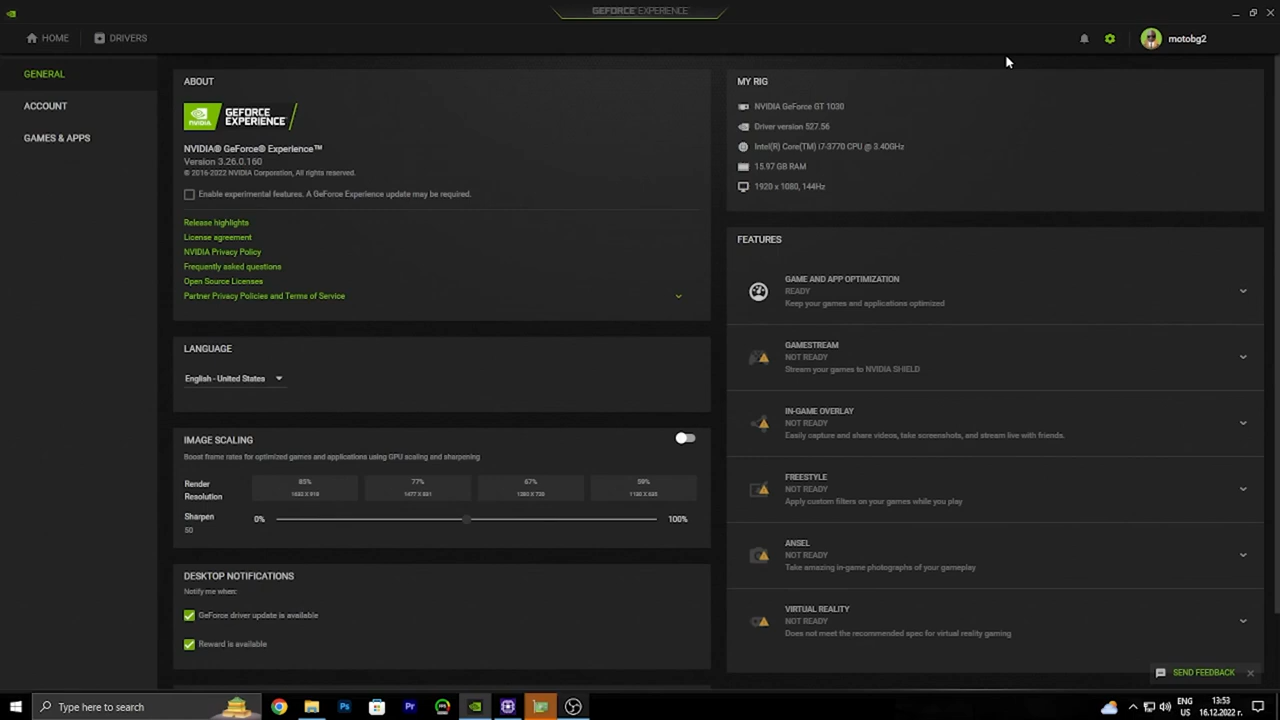 GEFORCE EXPERIENCE
HOME
DRIVERS
motobg2
GENERAL
ACCOUNT
GAMES & APPS
ABOUT
NVIDIA
GEFORCE
EXPERIENCE
NVIDIA® GeForce® Experience™
Version 3.26.0.160
© 2016-2022 NVIDIA Corporation, All rights reserved.
Enable experimental features. A GeForce Experience update may be required.
Release highlights
License agreement
NVIDIA Privacy Policy
Frequently asked questions
Open Source Licenses
Partner Privacy Policies and Terms of Service
LANGUAGE
English - United States
IMAGE SCALING
Boost frame rates for optimized games and applications using GPU scaling and sharpening
Render
Resolution
85%
1632 X 918
77%
1477 X 831
67%
1280 X 720
59%
1130 X 635
Sharpen
50
0%
100%
DESKTOP NOTIFICATIONS
Notify me when:
GeForce driver update is available
Reward is available
MY RIG
NVIDIA GeForce GT 1030
Driver version 527.56
Intel(R) Core(TM) i7-3770 CPU @ 3.40GHz
15.97 GB RAM
1920 x 1080, 144Hz
FEATURES
GAME AND APP OPTIMIZATION
READY
Keep your games and applications optimized
GAMESTREAM
NOT READY
Stream your games to NVIDIA SHIELD
IN-GAME OVERLAY
NOT READY
Easily capture and share videos, take screenshots, and stream live with friends.
FREESTYLE
NOT READY
Apply custom filters on your games while you play
ANSEL
NOT READY
Take amazing in-game photographs of your gameplay
VIRTUAL REALITY
NOT READY
Does not meet the recommended spec for virtual reality gaming
SEND FEEDBACK
Type here to search
Ps
Pr
ENG
US
13:53
16.12.2022 г.